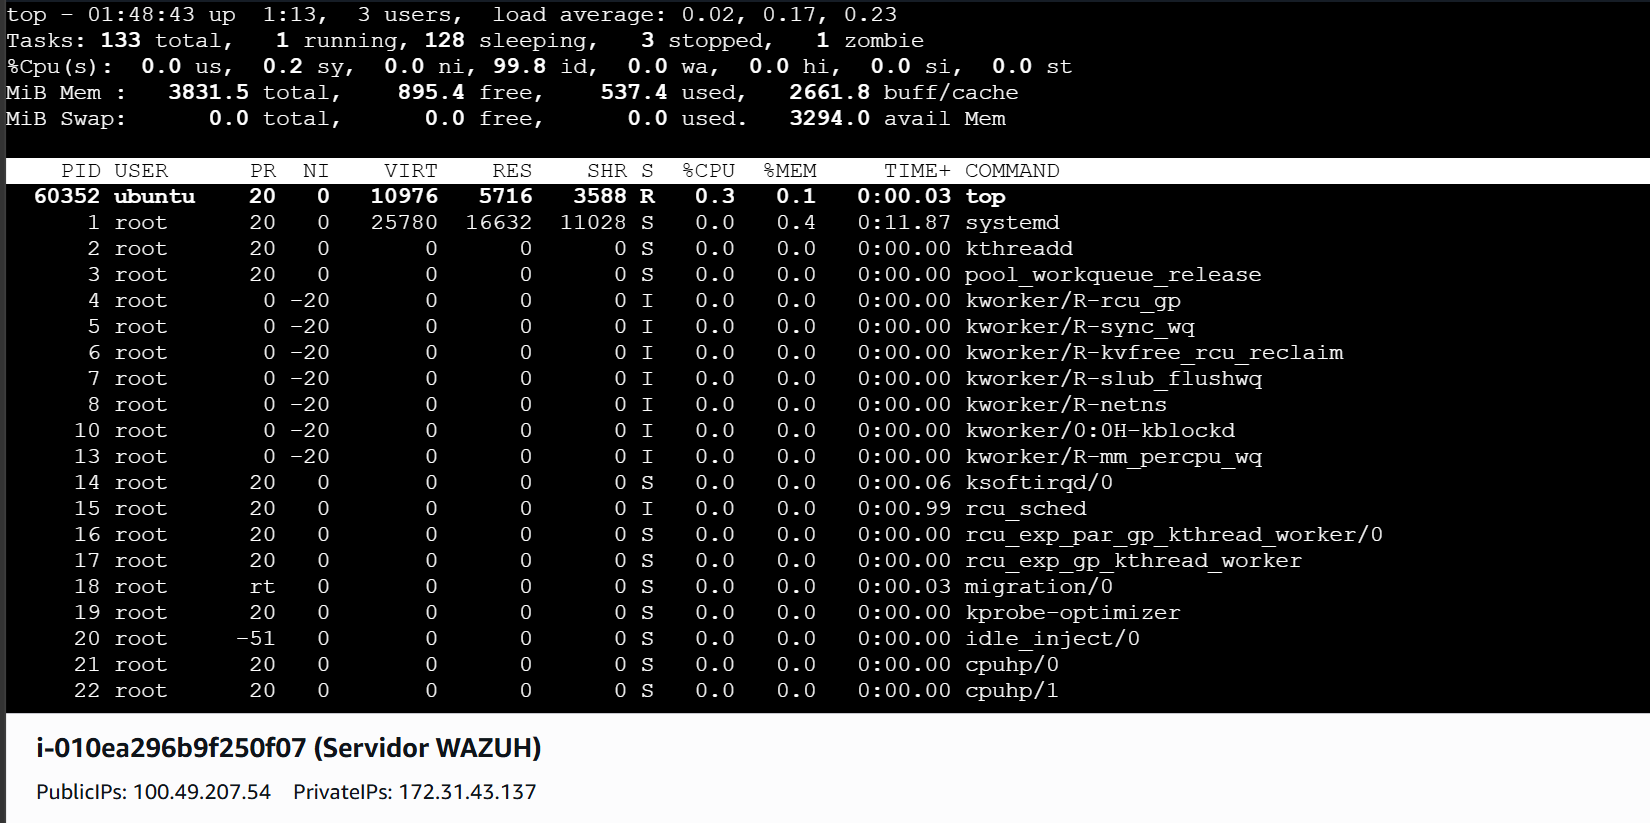 top - 01:48:43 up  1:13,  3 users,  load average: 0.02, 0.17, 0.23
Tasks: 133 total,   1 running, 128 sleeping,   3 stopped,   1 zombie
%Cpu(s):  0.0 us,  0.2 sy,  0.0 ni, 99.8 id,  0.0 wa,  0.0 hi,  0.0 si,  0.0 st
MiB Mem :   3831.5 total,    895.4 free,    537.4 used,   2661.8 buff/cache
MiB Swap:      0.0 total,      0.0 free,      0.0 used.   3294.0 avail Mem
PID USER      PR  NI    VIRT    RES    SHR S  %CPU  %MEM     TIME+ COMMAND
60352 ubuntu    20   0   10976   5716   3588 R   0.3   0.1   0:00.03 top
1 root      20   0   25780  16632  11028 S   0.0   0.4   0:11.87 systemd
2 root      20   0       0      0      0 S   0.0   0.0   0:00.00 kthreadd
3 root      20   0       0      0      0 S   0.0   0.0   0:00.00 pool_workqueue_release
4 root       0 -20       0      0      0 I   0.0   0.0   0:00.00 kworker/R-rcu_gp
5 root       0 -20       0      0      0 I   0.0   0.0   0:00.00 kworker/R-sync_wq
6 root       0 -20       0      0      0 I   0.0   0.0   0:00.00 kworker/R-kvfree_rcu_reclaim
7 root       0 -20       0      0      0 I   0.0   0.0   0:00.00 kworker/R-slub_flushwq
8 root       0 -20       0      0      0 I   0.0   0.0   0:00.00 kworker/R-netns
10 root       0 -20       0      0      0 I   0.0   0.0   0:00.00 kworker/0:0H-kblockd
13 root       0 -20       0      0      0 I   0.0   0.0   0:00.00 kworker/R-mm_percpu_wq
14 root      20   0       0      0      0 S   0.0   0.0   0:00.06 ksoftirqd/0
15 root      20   0       0      0      0 I   0.0   0.0   0:00.99 rcu_sched
16 root      20   0       0      0      0 S   0.0   0.0   0:00.00 rcu_exp_par_gp_kthread_worker/0
17 root      20   0       0      0      0 S   0.0   0.0   0:00.00 rcu_exp_gp_kthread_worker
18 root      rt   0       0      0      0 S   0.0   0.0   0:00.03 migration/0
19 root      20   0       0      0      0 S   0.0   0.0   0:00.00 kprobe-optimizer
20 root     -51   0       0      0      0 S   0.0   0.0   0:00.00 idle_inject/0
21 root      20   0       0      0      0 S   0.0   0.0   0:00.00 cpuhp/0
22 root      20   0       0      0      0 S   0.0   0.0   0:00.00 cpuhp/1
i-010ea296b9f250f07 (Servidor WAZUH)
PublicIPs: 100.49.207.54    PrivateIPs: 172.31.43.137